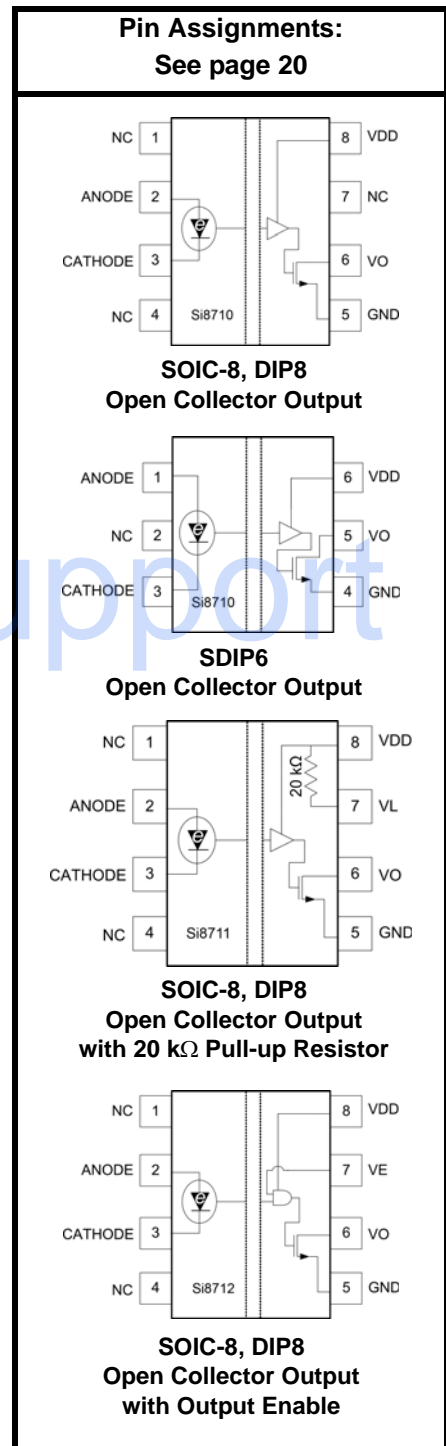 Pin Assignments:
See page 20
NC 1
8 VDD
ANODE 2
7 NC
CATHODE 3
6 VO
NC 4
Si8710
5 GND
SOIC-8, DIP8
Open Collector Output
ANODE 1
6 VDD
NC 2
5 VO
CATHODE 3
Si8710
4 GND
upport
SDIP6
Open Collector Output
NC 1
8 VDD
20 kΩ
ANODE 2
7 VL
CATHODE 3
6 VO
NC 4
Si8711
5 GND
SOIC-8, DIP8
Open Collector Output
with 20 kΩ Pull-up Resistor
NC 1
8 VDD
ANODE 2
7 VE
e
CATHODE 3
6 VO
NC 4
Si8712
5 GND
SOIC-8, DIP8
Open Collector Output
with Output Enable